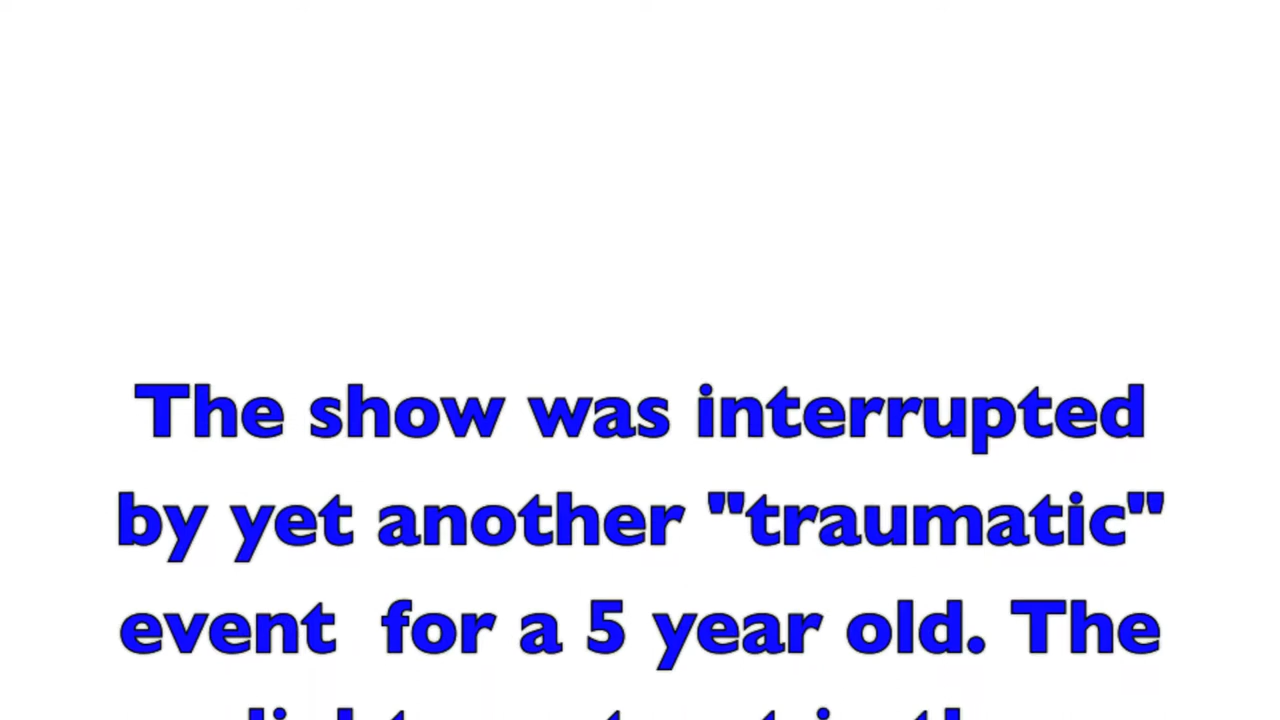 The show was interrupted
by yet another "traumatic"
event  for a 5 year old. The